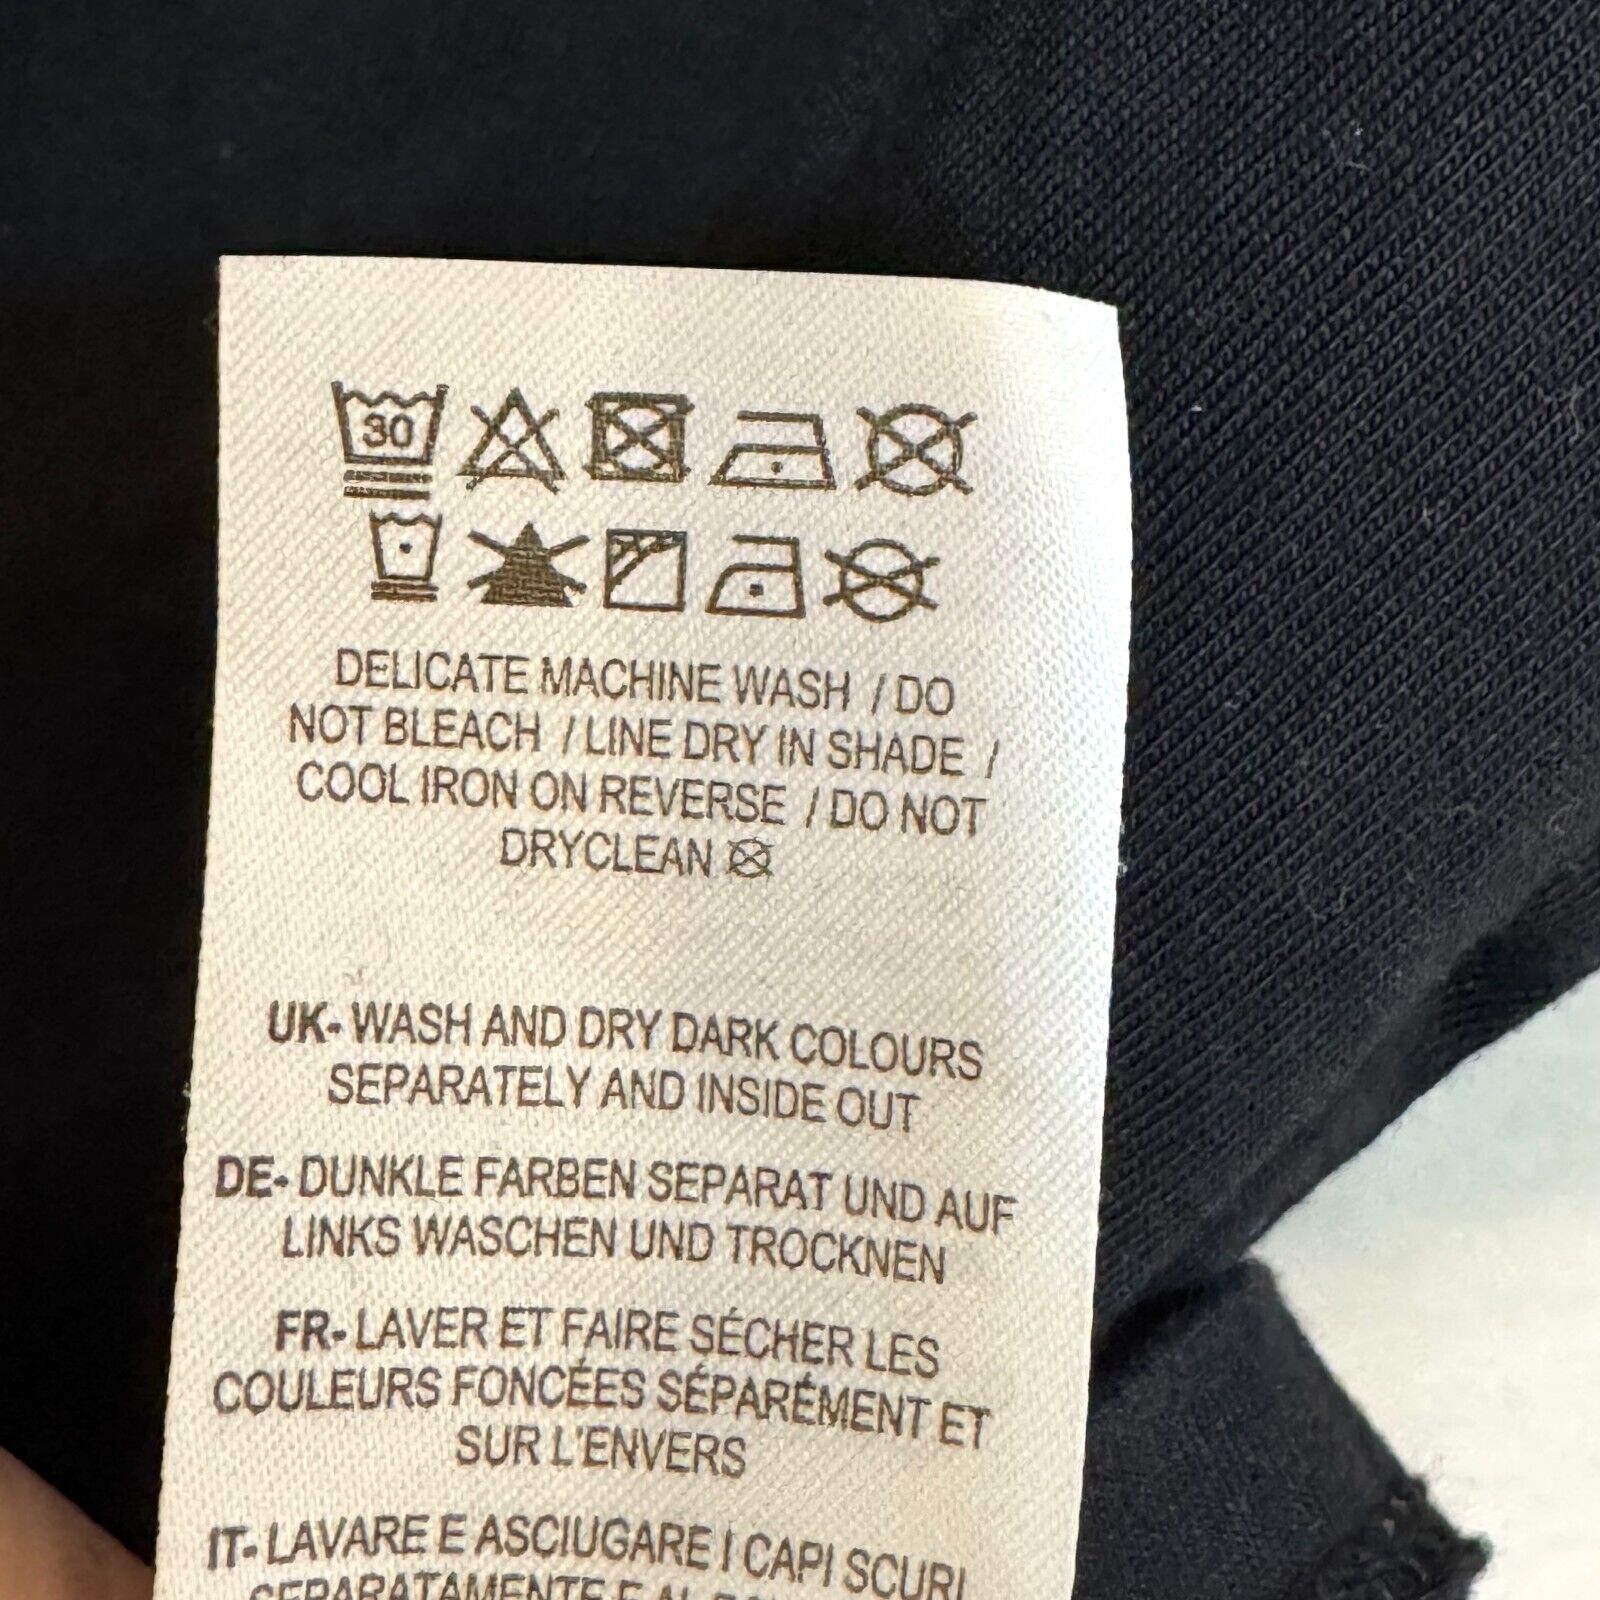 30
DELICATE MACHINE WASH / DO
NOT BLEACH / LINE DRY IN SHADE /
COOL IRON ON REVERSE / DO NOT
DRYCLEAN
UK- WASH AND DRY DARK COLOURS
SEPARATELY AND INSIDE OUT
DE- DUNKLE FARBEN SEPARAT UND AUF
LINKS WASCHEN UND TROCKNEN
FR- LAVER ET FAIRE SÉCHER LES
COULEURS FONCÉES SÉPARÉMENT ET
SUR L'ENVERS
IT- LAVARE E ASCIUGARE I CAPI SCURI
SEPARATAMENTE E AL